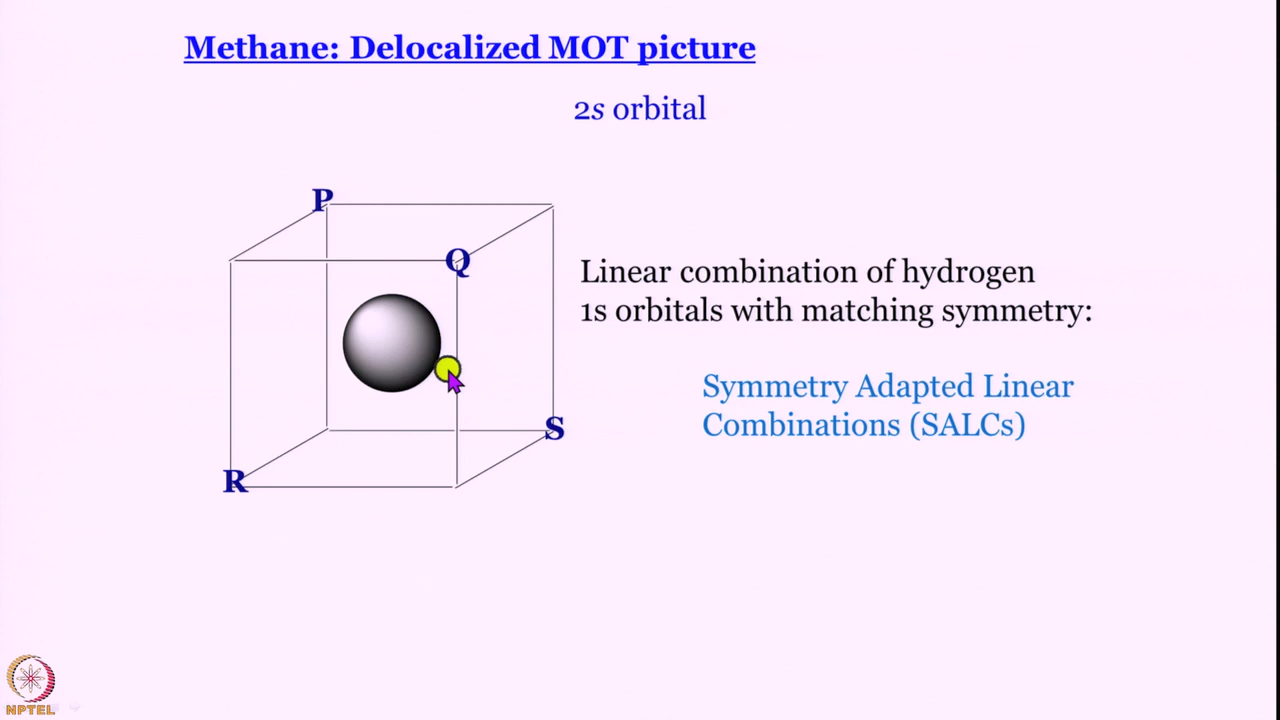 Methane: Delocalized MOT picture
2s orbital
P
Q
Linear combination of hydrogen
1s orbitals with matching symmetry:
Symmetry Adapted Linear
Combinations (SALCs)
S
R
NPTEL